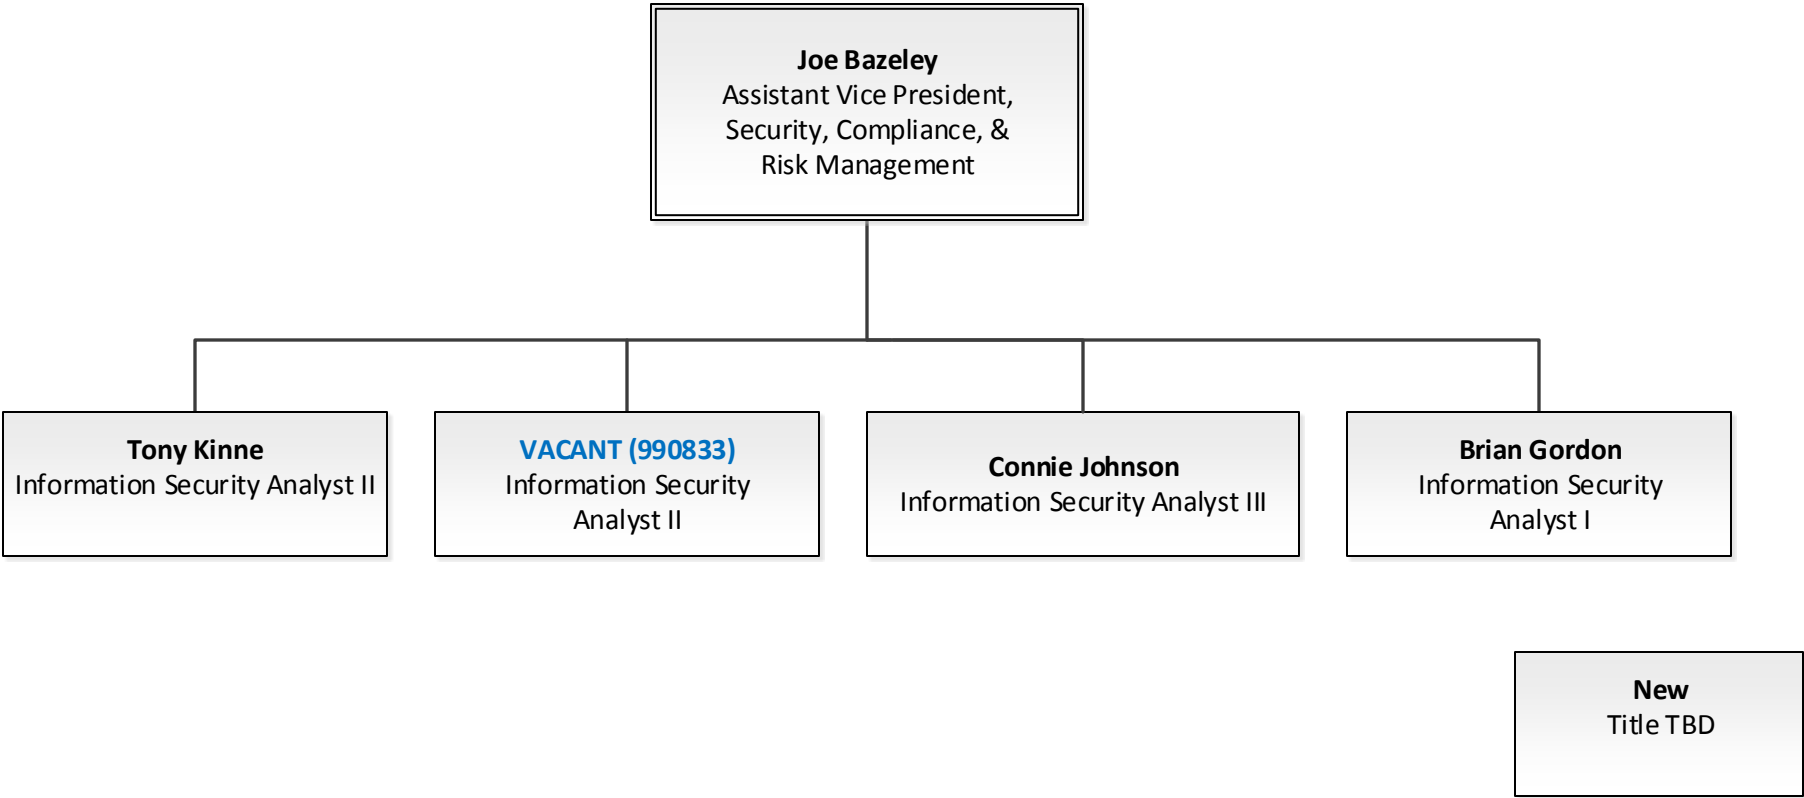 Joe Bazeley
Assistant Vice President,
Security, Compliance, &
Risk Management
Tony Kinne
Information Security Analyst II
VACANT (990833)
Information Security
Analyst II
Connie Johnson
Information Security Analyst III
Brian Gordon
Information Security
Analyst I
New
Title TBD